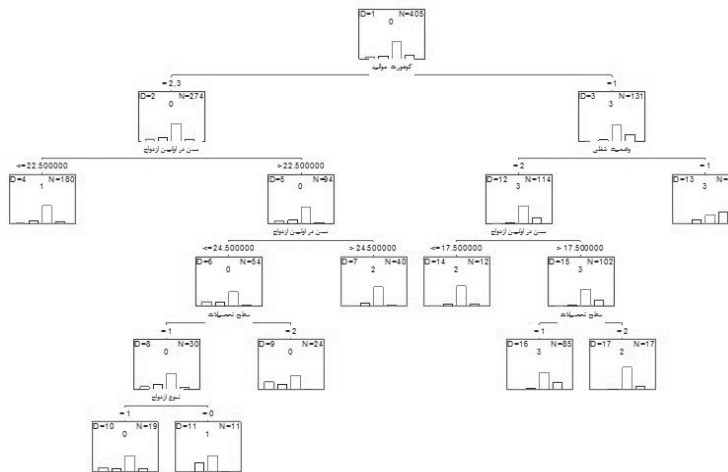 D=1 N=405
0
کوهورت موالید
=2,3 =1
D=2 N=274
0
D=3 N=131
3
سن در اولین ازدواج
وضعیت شغلی
<=22.500000 >22.500000 =2 =1
D=4 N=180
1
D=5 N=94
0
D=12 N=114
3
D=13 N=
3
سن در اولین ازدواج
سن در اولین ازدواج
<=24.500000 >24.500000 <=17.500000 >17.500000
D=6 N=54
0
D=7 N=40
2
D=14 N=12
2
D=15 N=102
3
سطح تحصیلات
سطح تحصیلات
=1 =2 =1 =2
D=8 N=30
0
D=9 N=24
0
D=16 N=85
3
D=17 N=17
2
نوع ازدواج
=1 =0
D=10 N=19
0
D=11 N=11
1